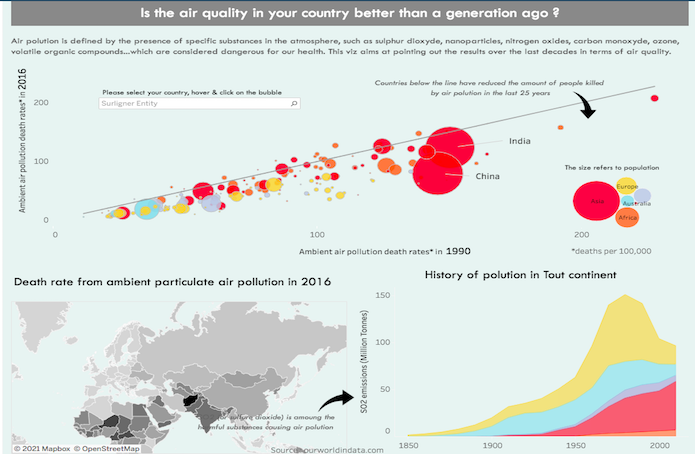 Is the air quality in your country better than a generation ago ?
Air polution is defined by the presence of specific substances in the atmosphere, such as sulphur dioxyde, nanoparticles, nitrogen oxides, carbon monoxyde, ozone,
volatile organic compounds...which are considered dangerous for our health. This viz aims at pointing out the results over the last decades in terms of air quality.
Ambient air pollution death rates* in 2016
Please select your country, hover & click on the bubble
Surligner Entity
Countries below the line have reduced the amount of people killed
by air polution in the last 25 years
200
100
0
India
China
The size refers to population
Europe
Asia
Australia
Africa
0
100
200
Ambient air pollution death rates* in 1990
*deaths per 100,000
Death rate from ambient particulate air pollution in 2016
sulfure dioxide) is amoung the
harmful substances causing air polution
© 2021 Mapbox © OpenStreetMap
Source: ourworldindata.com
History of polution in Tout continent
SO2 emissions (Million Tonnes)
150
100
50
0
1850
1900
1950
2000